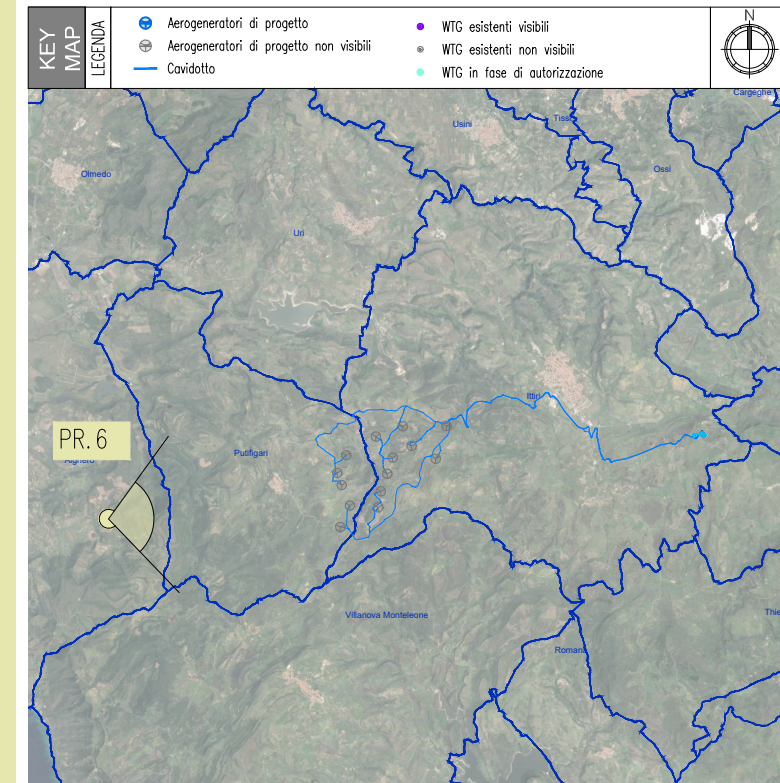 KEY MAP
LEGENDA
Aerogeneratori di progetto
Aerogeneratori di progetto non visibili
Cavidotto
WTG esistenti visibili
WTG esistenti non visibili
WTG in fase di autorizzazione
N
Cargeghe
Usini
Tissi
Ossi
Olmedo
Uri
Ittiri
PR.6
Alghero
Putifigari
Villanova Monteleone
Thie
Romana